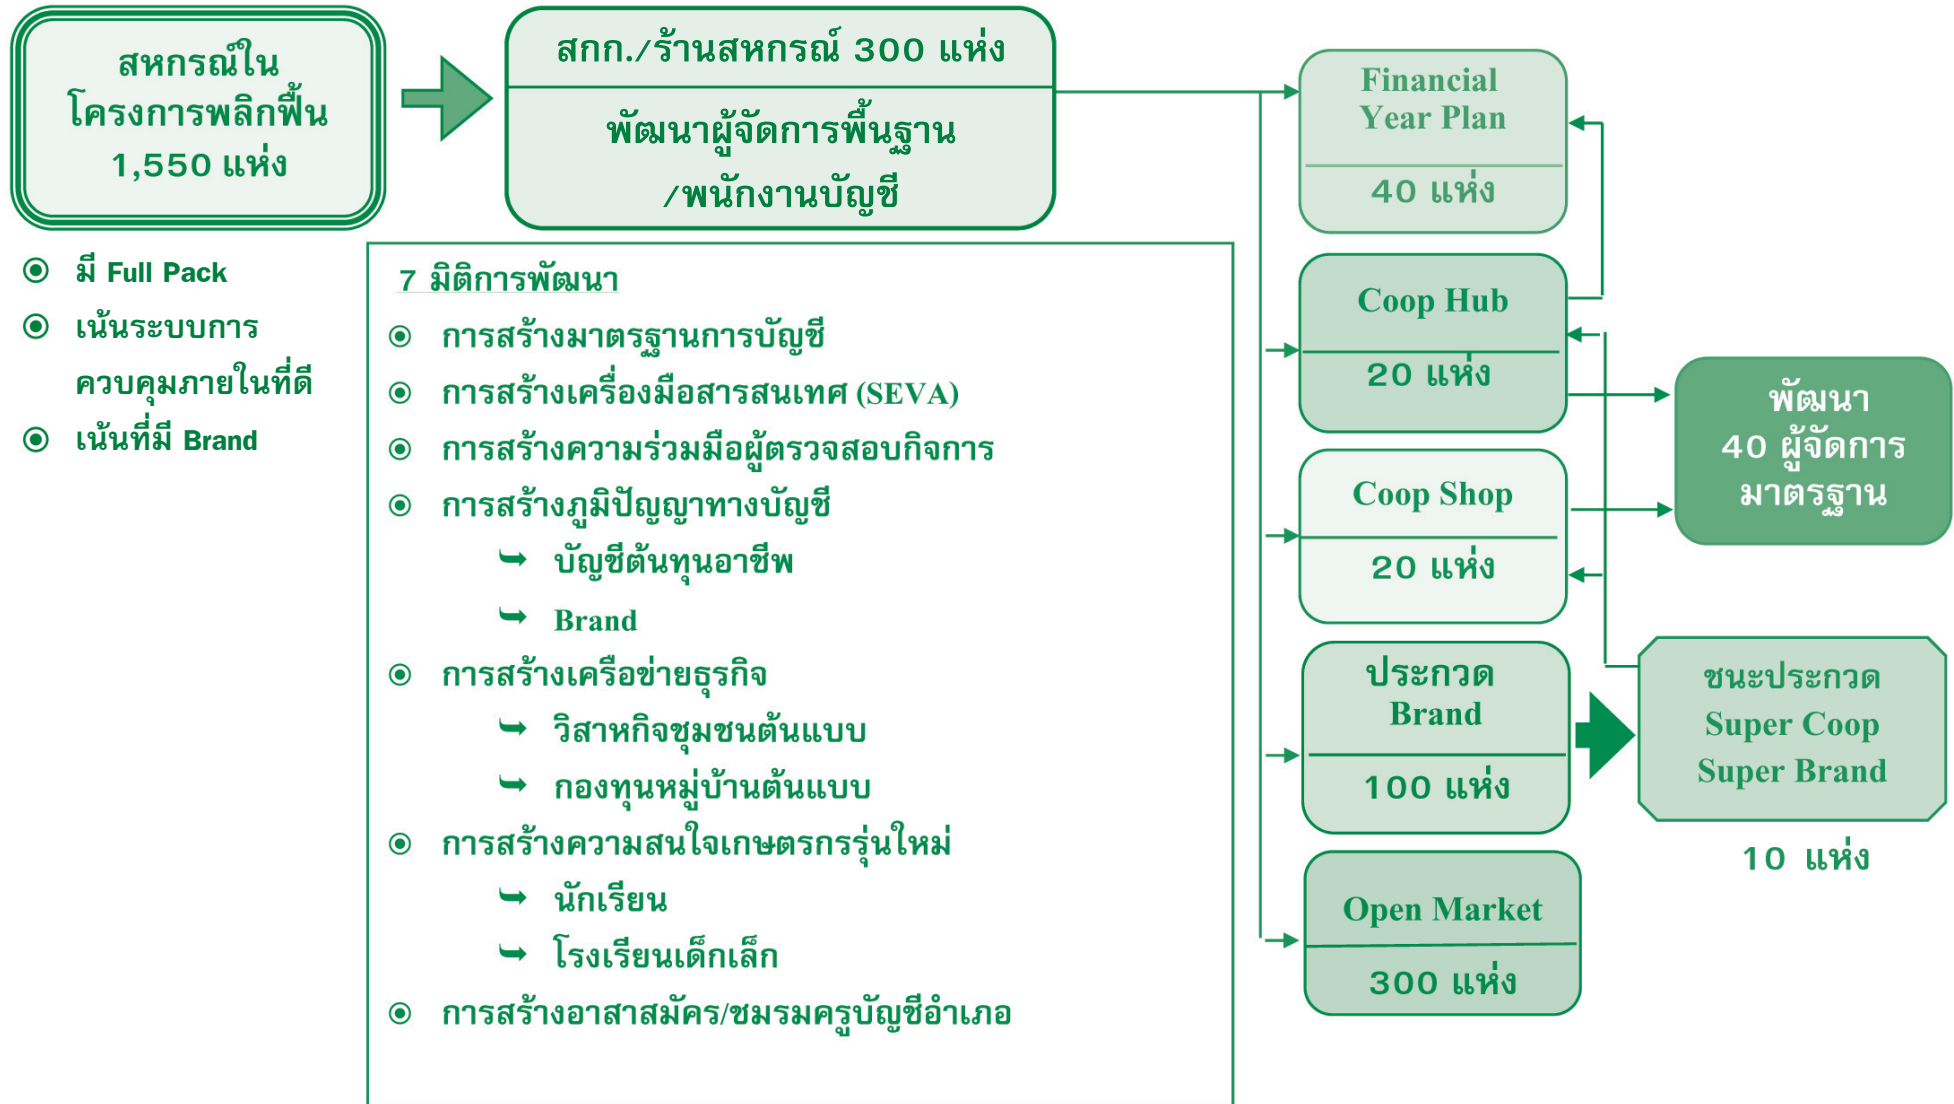 สหกรณ์ใน
โครงการพลิกฟื้น
1,550 แห่ง
สกก./ร้านสหกรณ์ 300 แห่ง
พัฒนาผู้จัดการพื้นฐาน
/พนักงานบัญชี
มี Full Pack
เน้นระบบการ
ควบคุมภายในที่ดี
เน้นที่มี Brand
7 มิติการพัฒนา
การสร้างมาตรฐานการบัญชี
การสร้างเครื่องมือสารสนเทศ (SEVA)
การสร้างความร่วมมือผู้ตรวจสอบกิจการ
การสร้างภูมิปัญญาทางบัญชี
บัญชีต้นทุนอาชีพ
Brand
การสร้างเครือข่ายธุรกิจ
วิสาหกิจชุมชนต้นแบบ
กองทุนหมู่บ้านต้นแบบ
การสร้างความสนใจเกษตรกรรุ่นใหม่
นักเรียน
โรงเรียนเด็กเล็ก
การสร้างอาสาสมัคร/ชมรมครูบัญชีอำเภอ
Financial
Year Plan
40 แห่ง
Coop Hub
20 แห่ง
Coop Shop
20 แห่ง
ประกวด
Brand
100 แห่ง
Open Market
300 แห่ง
พัฒนา
40 ผู้จัดการ
มาตรฐาน
ชนะประกวด
Super Coop
Super Brand
10 แห่ง